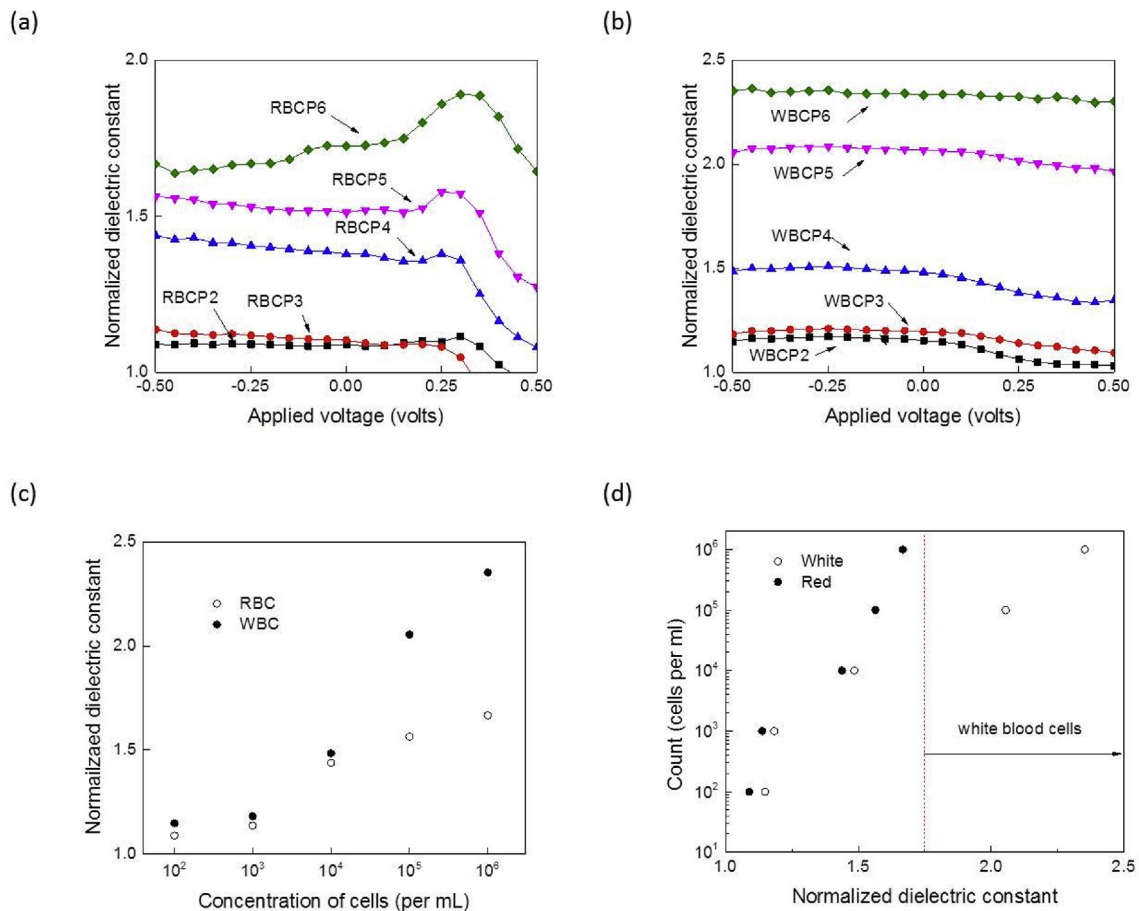 (a)
2.0
1.5
1.0
Normalized dielectric constant
RBCP6
RBCP5
RBCP4
RBCP2
RBCP3
-0.50
-0.25
0.00
0.25
0.50
Applied voltage (volts)
(b)
2.5
2.0
1.5
1.0
Normalized dielectric constant
WBCP6
WBCP5
WBCP4
WBCP3
WBCP2
-0.50
-0.25
0.00
0.25
0.50
Applied voltage (volts)
(c)
2.5
2.0
1.5
1.0
Normailzaed dielectric constant
RBC
WBC
10²
10³
10⁴
10⁵
10⁶
Concentration of cells (per mL)
(d)
10⁶
10⁵
10⁴
10³
10²
10¹
Count (cells per ml)
White
Red
white blood cells
1.0
1.5
2.0
2.5
Normalized dielectric constant